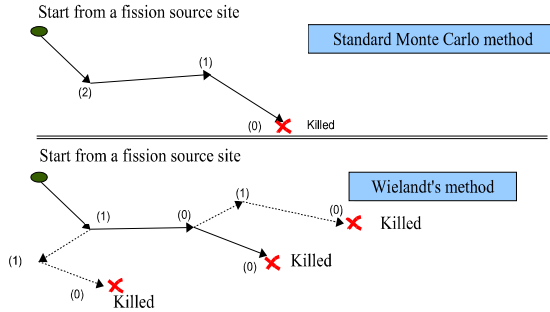 Start from a fission source site
Standard Monte Carlo method
(1)
(2)
(0)
Killed
Start from a fission source site
Wielandt's method
(1)
(1)
(0)
(0)
Killed
(1)
(0)
Killed
(0)
Killed